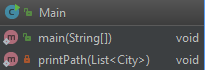 Main
main(String[]) void
printPath(List<City>) void